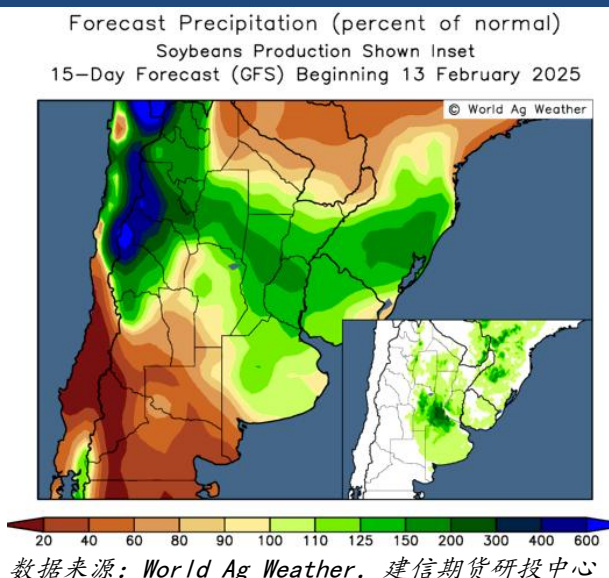 Forecast Precipitation (percent of normal)
Soybeans Production Shown Inset
15-Day Forecast (GFS) Beginning 13 February 2025
© World Ag Weather
20 40 60 80 90 100 110 125 150 200 300 400 600
数据来源：World Ag Weather，建信期货研投中心